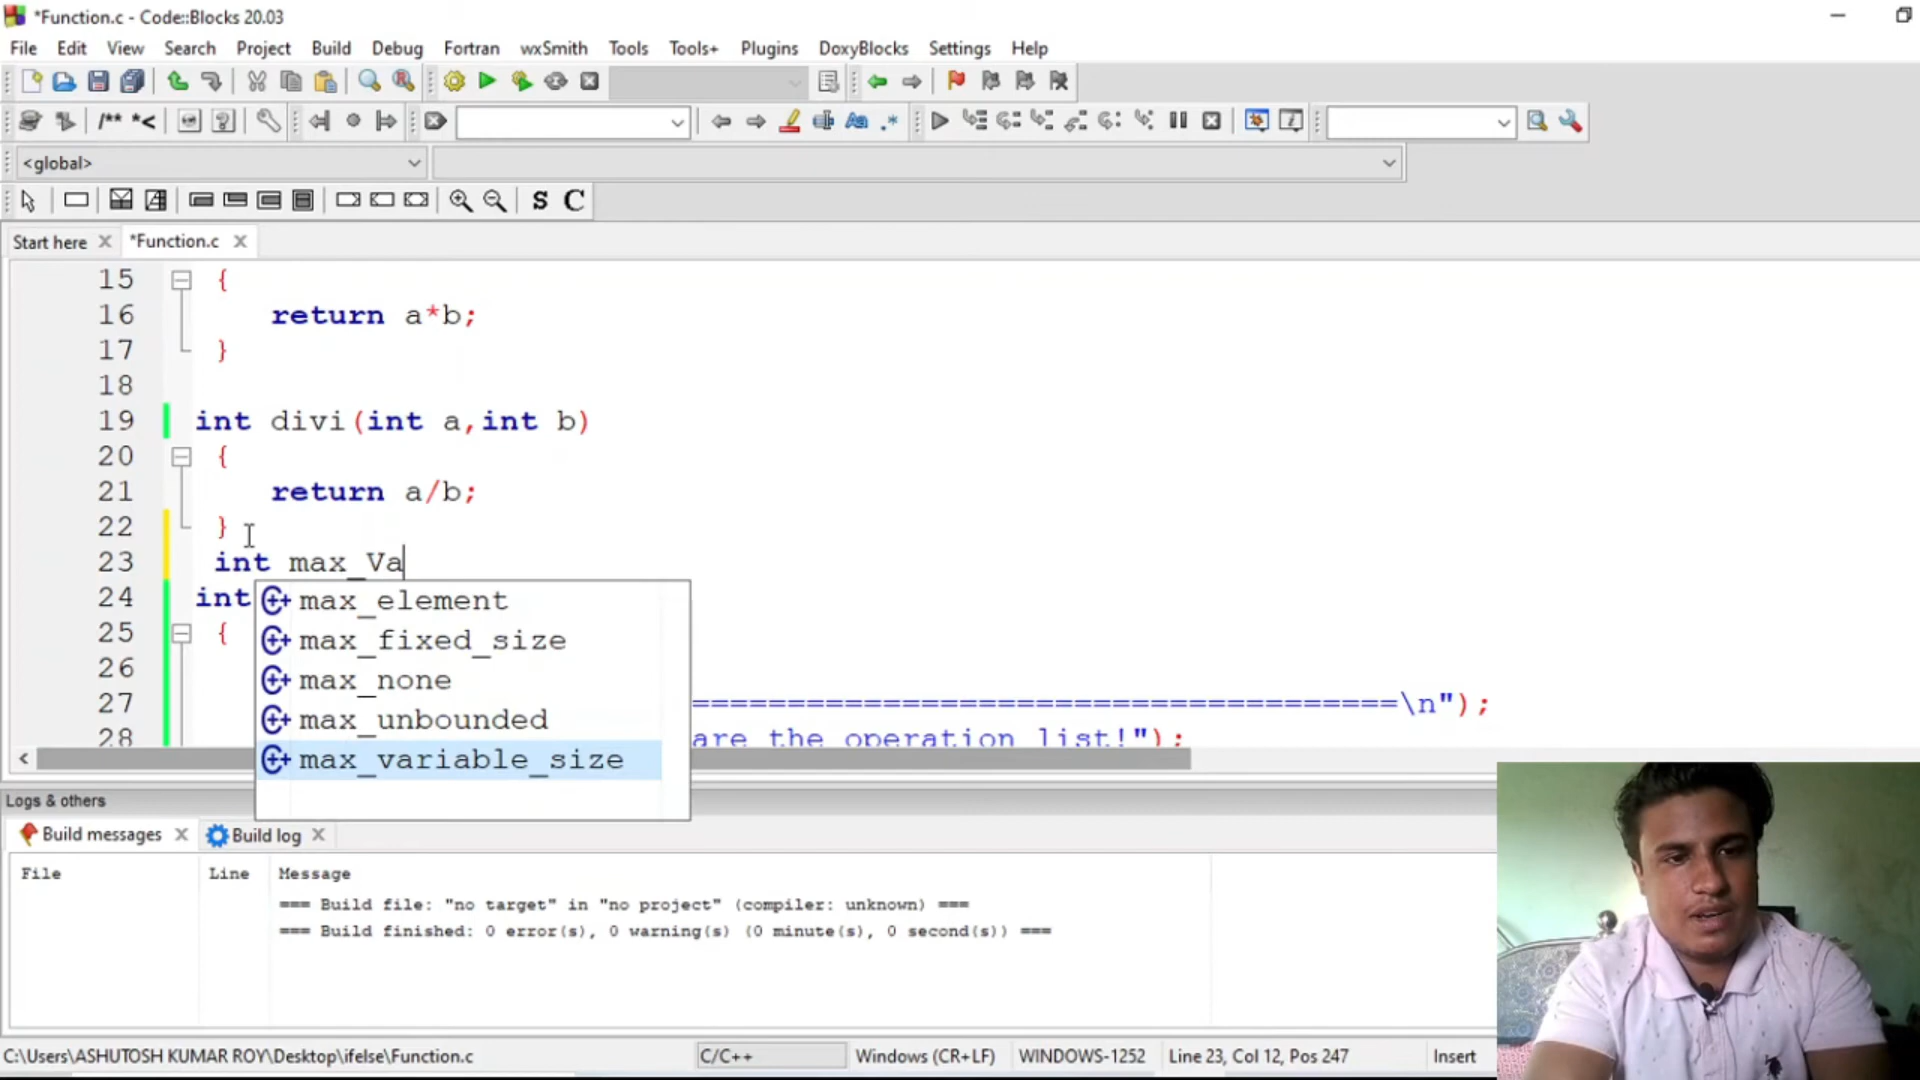 *Function.c - Code::Blocks 20.03
File Edit View Search Project Build Debug Fortran wxSmith Tools Tools+ Plugins DoxyBlocks Settings Help
/** *<
Aa .*
<global>
S C
Start here *Function.c
15 {
16 return a*b;
17 }
18
19 int divi(int a,int b)
20 {
21 return a/b;
22 }
23 int max_Va
24 int max_element
25 { max_fixed_size
26 max_none
27 ====================================\n");
max_unbounded
28 are the operation list!");
max_variable_size
Logs & others
Build messages Build log
File Line Message
=== Build file: "no target" in "no project" (compiler: unknown) ===
=== Build finished: 0 error(s), 0 warning(s) (0 minute(s), 0 second(s)) ===
C:\Users\ASHUTOSH KUMAR ROY\Desktop\ifelse\Function.c C/C++ Windows (CR+LF) WINDOWS-1252 Line 23, Col 12, Pos 247 Insert